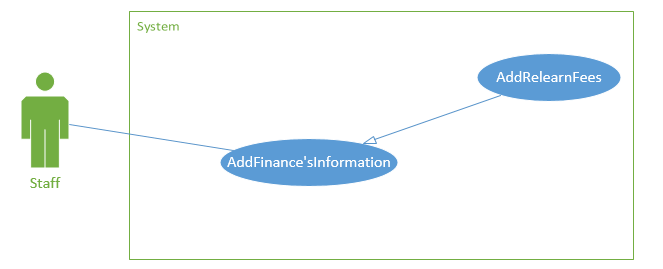 System
AddRelearnFees
AddFinance'sInformation
Staff